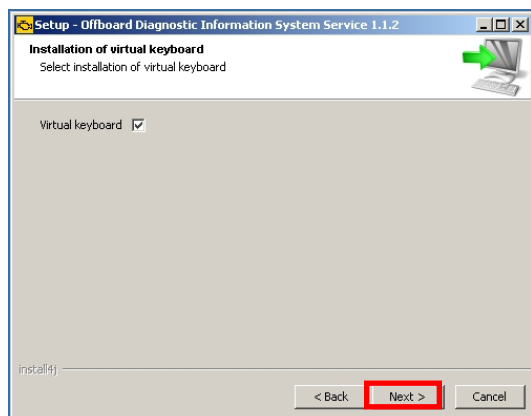 Setup - Offboard Diagnostic Information System Service 1.1.2
Installation of virtual keyboard
Select installation of virtual keyboard
Virtual keyboard
install4j
< Back Next > Cancel